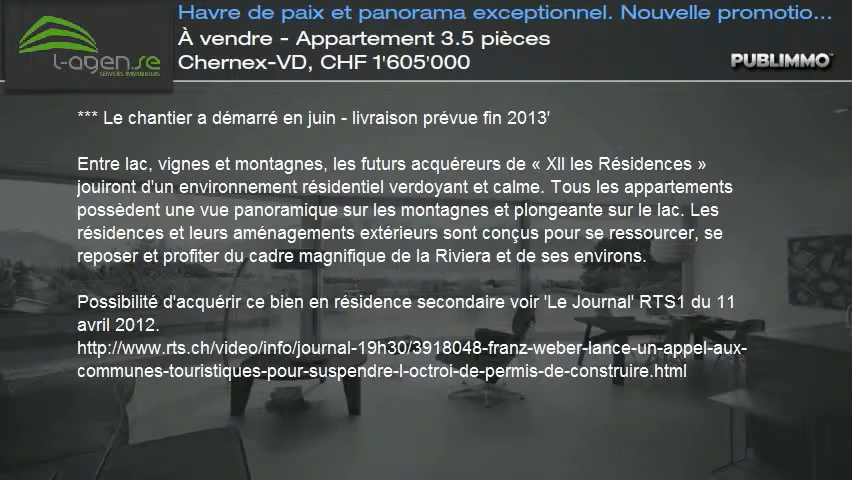 Havre de paix et panorama exceptionnel. Nouvelle promotio...
l-agen.se
SERVICES IMMOBILIERS
À vendre - Appartement 3.5 pièces
Chernex-VD, CHF 1'605'000
PUBLIMMO
*** Le chantier a démarré en juin - livraison prévue fin 2013'
Entre lac, vignes et montagnes, les futurs acquéreurs de « XII les Résidences »
jouiront d'un environnement résidentiel verdoyant et calme. Tous les appartements
possèdent une vue panoramique sur les montagnes et plongeante sur le lac. Les
résidences et leurs aménagements extérieurs sont conçus pour se ressourcer, se
reposer et profiter du cadre magnifique de la Riviera et de ses environs.
Possibilité d'acquérir ce bien en résidence secondaire voir 'Le Journal' RTS1 du 11
avril 2012.
http://www.rts.ch/video/info/journal-19h30/3918048-franz-weber-lance-un-appel-aux-
communes-touristiques-pour-suspendre-l-octroi-de-permis-de-construire.html